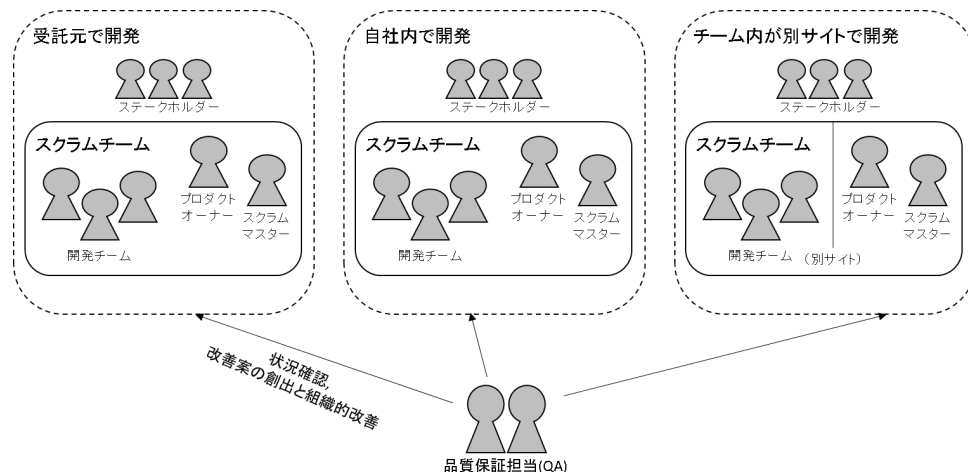 受託元で開発
ステークホルダー
スクラムチーム
プロダクト
オーナー
スクラム
マスター
開発チーム
自社内で開発
ステークホルダー
スクラムチーム
プロダクト
オーナー
スクラム
マスター
開発チーム
チーム内が別サイトで開発
ステークホルダー
スクラムチーム
プロダクト
オーナー
スクラム
マスター
開発チーム
(別サイト)
状況確認,
改善案の創出と組織的改善
品質保証担当(QA)